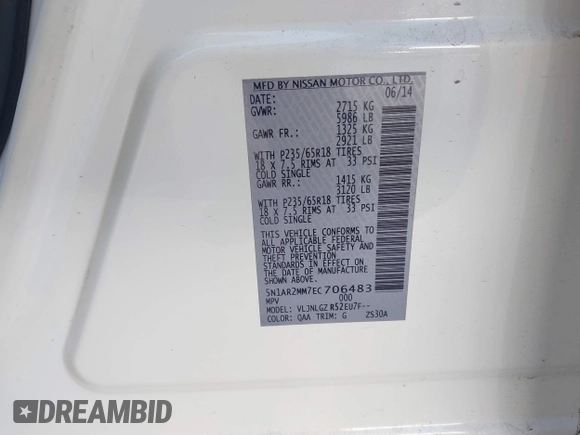 MFD BY NISSAN MOTOR CO., LTD.
DATE: 06/14
GVWR: 2715 KG
5986 LB
GAWR FR.: 1325 KG
2921 LB
WITH P235/65R18 TIRES
18 X 7.5 RIMS AT 33 PSI
COLD SINGLE
GAWR RR.: 1415 KG
3120 LB
WITH P235/65R18 TIRES
18 X 7.5 RIMS AT 33 PSI
COLD SINGLE
THIS VEHICLE CONFORMS TO
ALL APPLICABLE FEDERAL
MOTOR VEHICLE SAFETY
AND THEFT PREVENTION
STANDARDS IN EFFECT ON
THE DATE OF MANUFACTURE
SHOWN ABOVE.
5N1AR2MM7EC706483
MPV 000
MODEL: VLJNLGZ R52EU7F--
COLOR: QAA TRIM: G ZS30A
DREAMBID